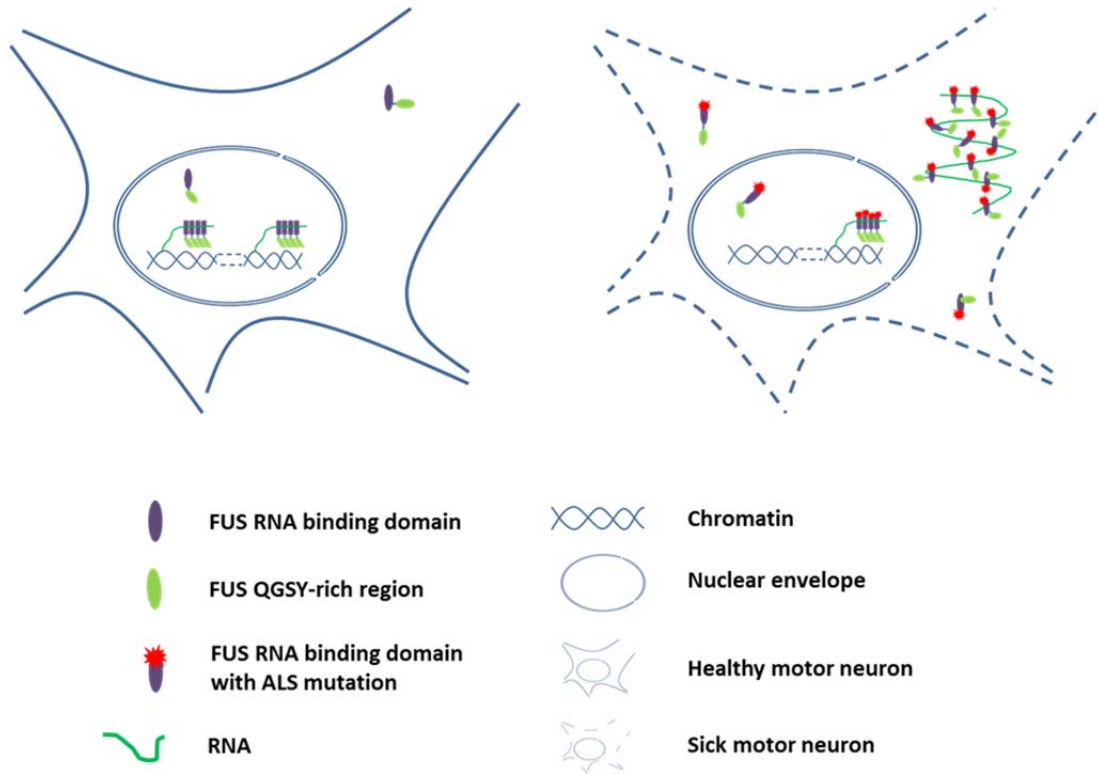 FUS RNA binding domain
FUS QGSY-rich region
FUS RNA binding domain
with ALS mutation
RNA
Chromatin
Nuclear envelope
Healthy motor neuron
Sick motor neuron